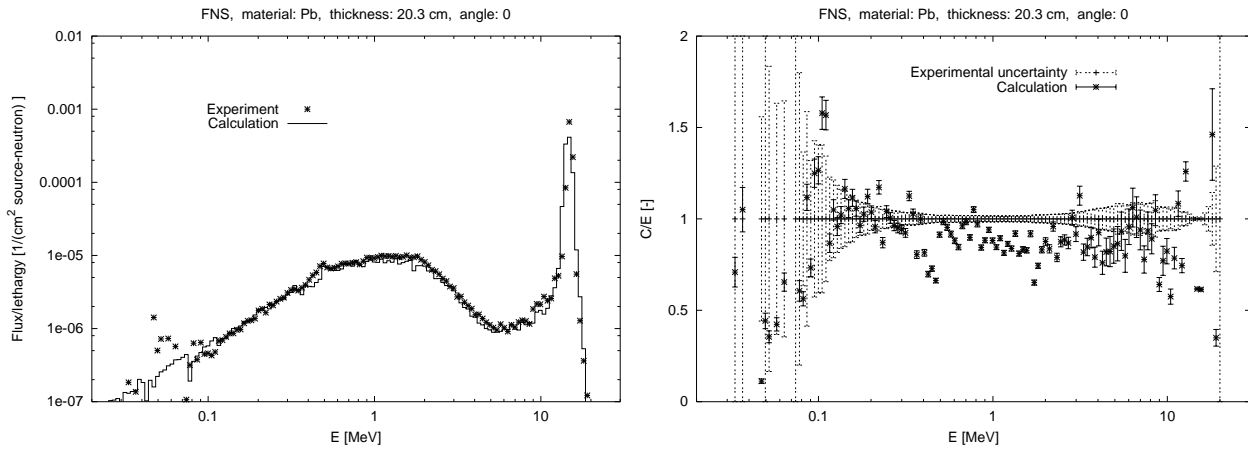 FNS, material: Pb, thickness: 20.3 cm, angle: 0
0.01
0.001
0.0001
1e-05
1e-06
1e-07
Flux/lethargy [1/(cm² source-neutron) ]
Experiment
Calculation
0.1
1
10
E [MeV]
FNS, material: Pb, thickness: 20.3 cm, angle: 0
2
1.5
1
0.5
0
C/E [-]
Experimental uncertainty
Calculation
0.1
1
10
E [MeV]